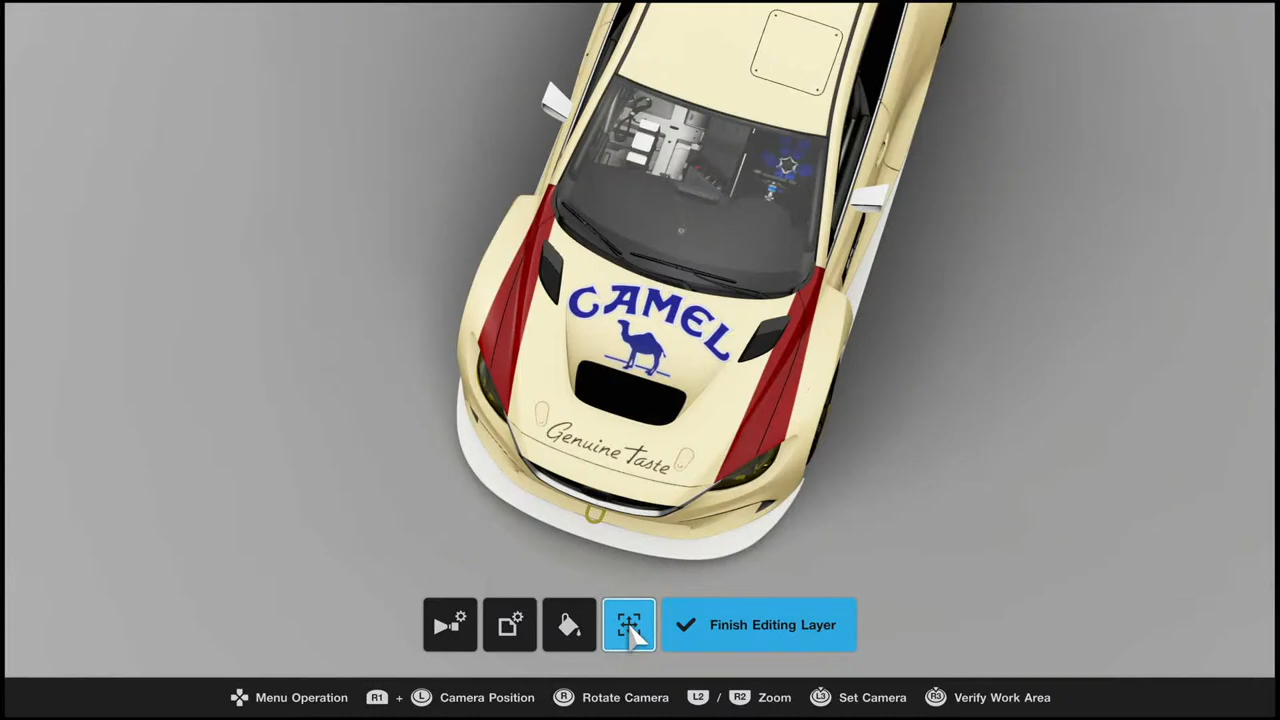 CAMEL
Genuine Taste
Finish Editing Layer
Menu Operation R1 + L Camera Position R Rotate Camera L2 / R2 Zoom L3 Set Camera R3 Verify Work Area